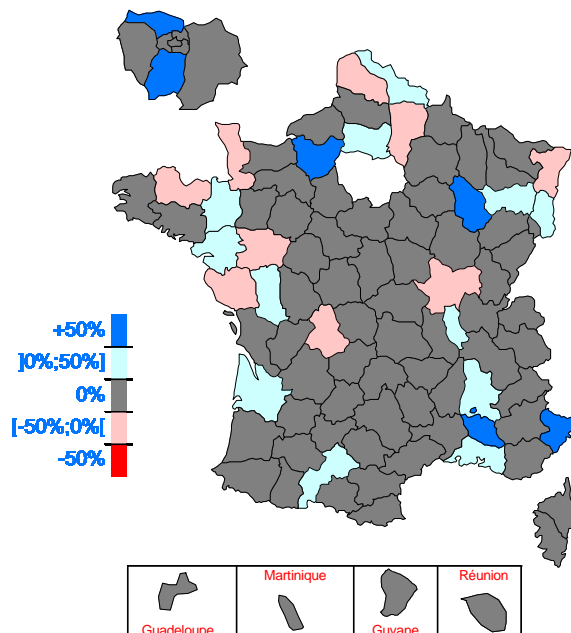 +50%
]0%;50%]
0%
[-50%;0%[
-50%
Martinique
Réunion
Guadeloupe
Guyane